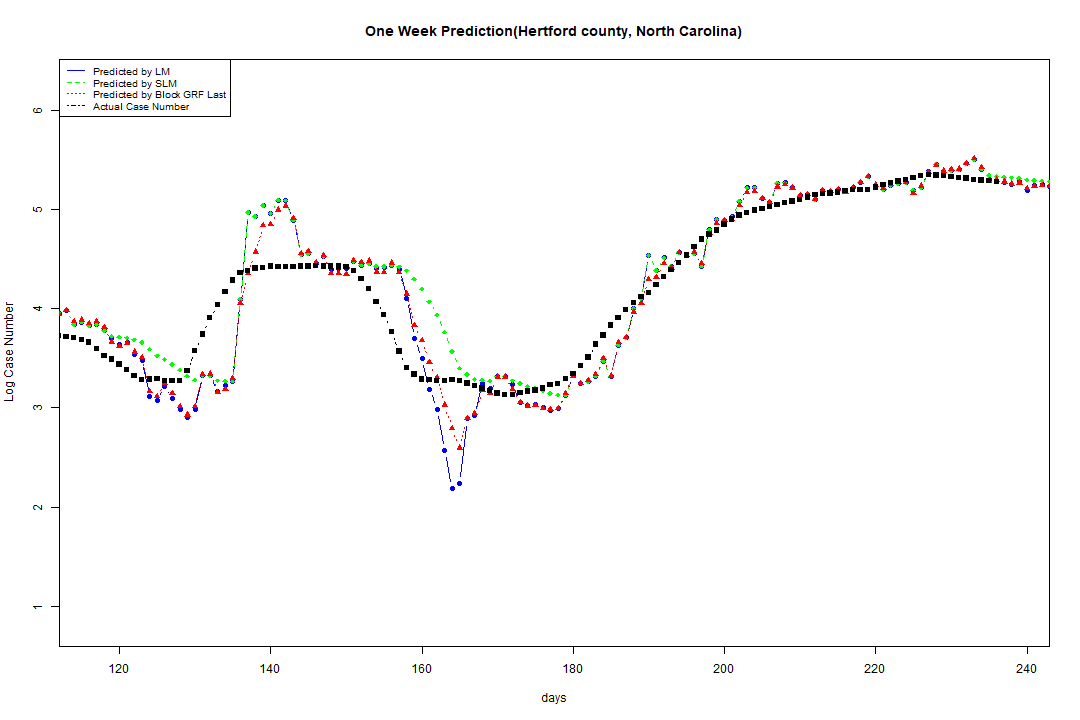 One Week Prediction(Hertford county, North Carolina)
Predicted by LM
Predicted by SLM
Predicted by Block GRF Last
Actual Case Number
6
5
4
3
2
1
Log Case Number
120 140 160 180 200 220 240
days